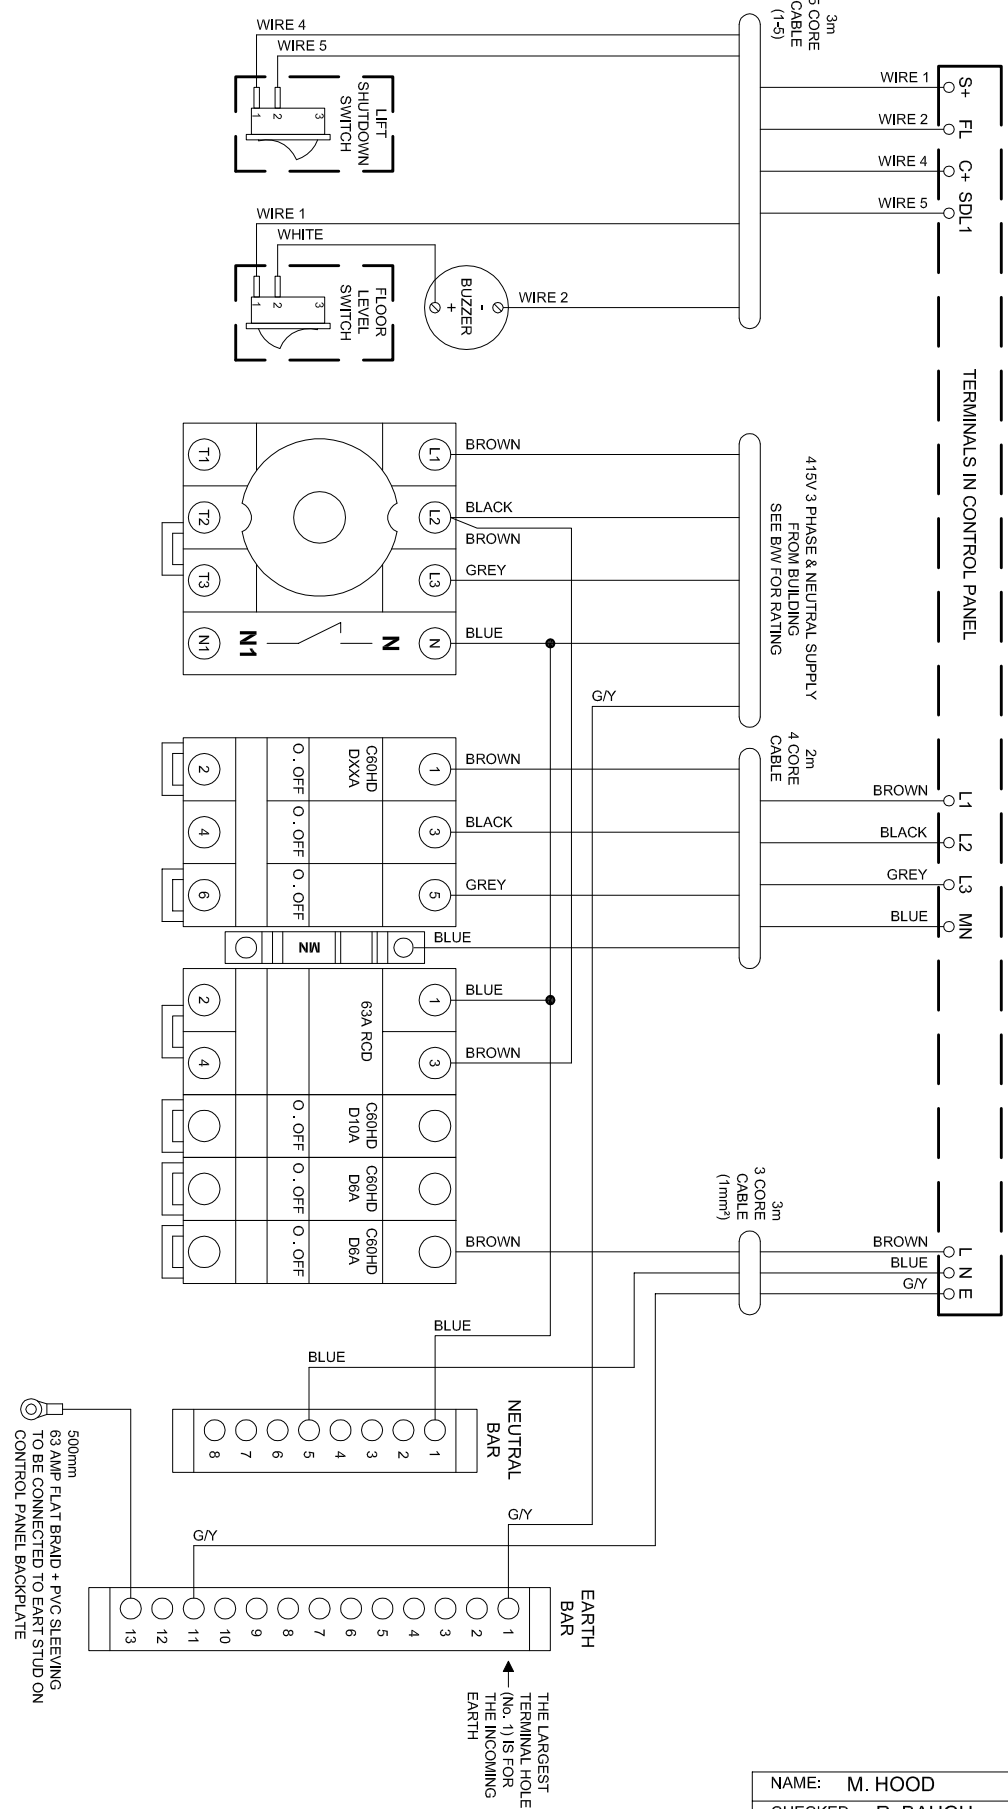 3m
5 CORE
CABLE
(1-5)
WIRE 4
WIRE 5
LIFT
SHUTDOWN
SWITCH
1
2
3
WIRE 1
WHITE
FLOOR
LEVEL
SWITCH
1
2
3
BUZZER
-
+
WIRE 2
WIRE 1
WIRE 2
WIRE 4
WIRE 5
S+
FL
C+
SDL1
TERMINALS IN CONTROL PANEL
415V 3 PHASE & NEUTRAL SUPPLY
FROM BUILDING
SEE B/W FOR RATING
BROWN
BLACK
BROWN
GREY
BLUE
G/Y
L1
L2
L3
N
T1
T2
T3
N1
N1
N
2m
4 CORE
CABLE
BROWN
BLACK
GREY
BLUE
L1
L2
L3
MN
BROWN
BLACK
GREY
BLUE
1
3
5
C60HD
DXXA
O . OFF
O . OFF
O . OFF
2
4
6
MN
BLUE
BROWN
1
3
63A RCD
2
4
C60HD
D10A
O . OFF
C60HD
D6A
O . OFF
C60HD
D6A
O . OFF
BROWN
3m
3 CORE
CABLE
(1mm²)
BROWN
BLUE
G/Y
L
N
E
BLUE
BLUE
NEUTRAL
BAR
1
2
3
4
5
6
7
8
G/Y
G/Y
EARTH
BAR
1
2
3
4
5
6
7
8
9
10
11
12
13
THE LARGEST
TERMINAL HOLE
(No. 1) IS FOR
THE INCOMING
EARTH
500mm
63 AMP FLAT BRAID + PVC SLEEVING
TO BE CONNECTED TO EART STUD ON
CONTROL PANEL BACKPLATE
NAME: M. HOOD